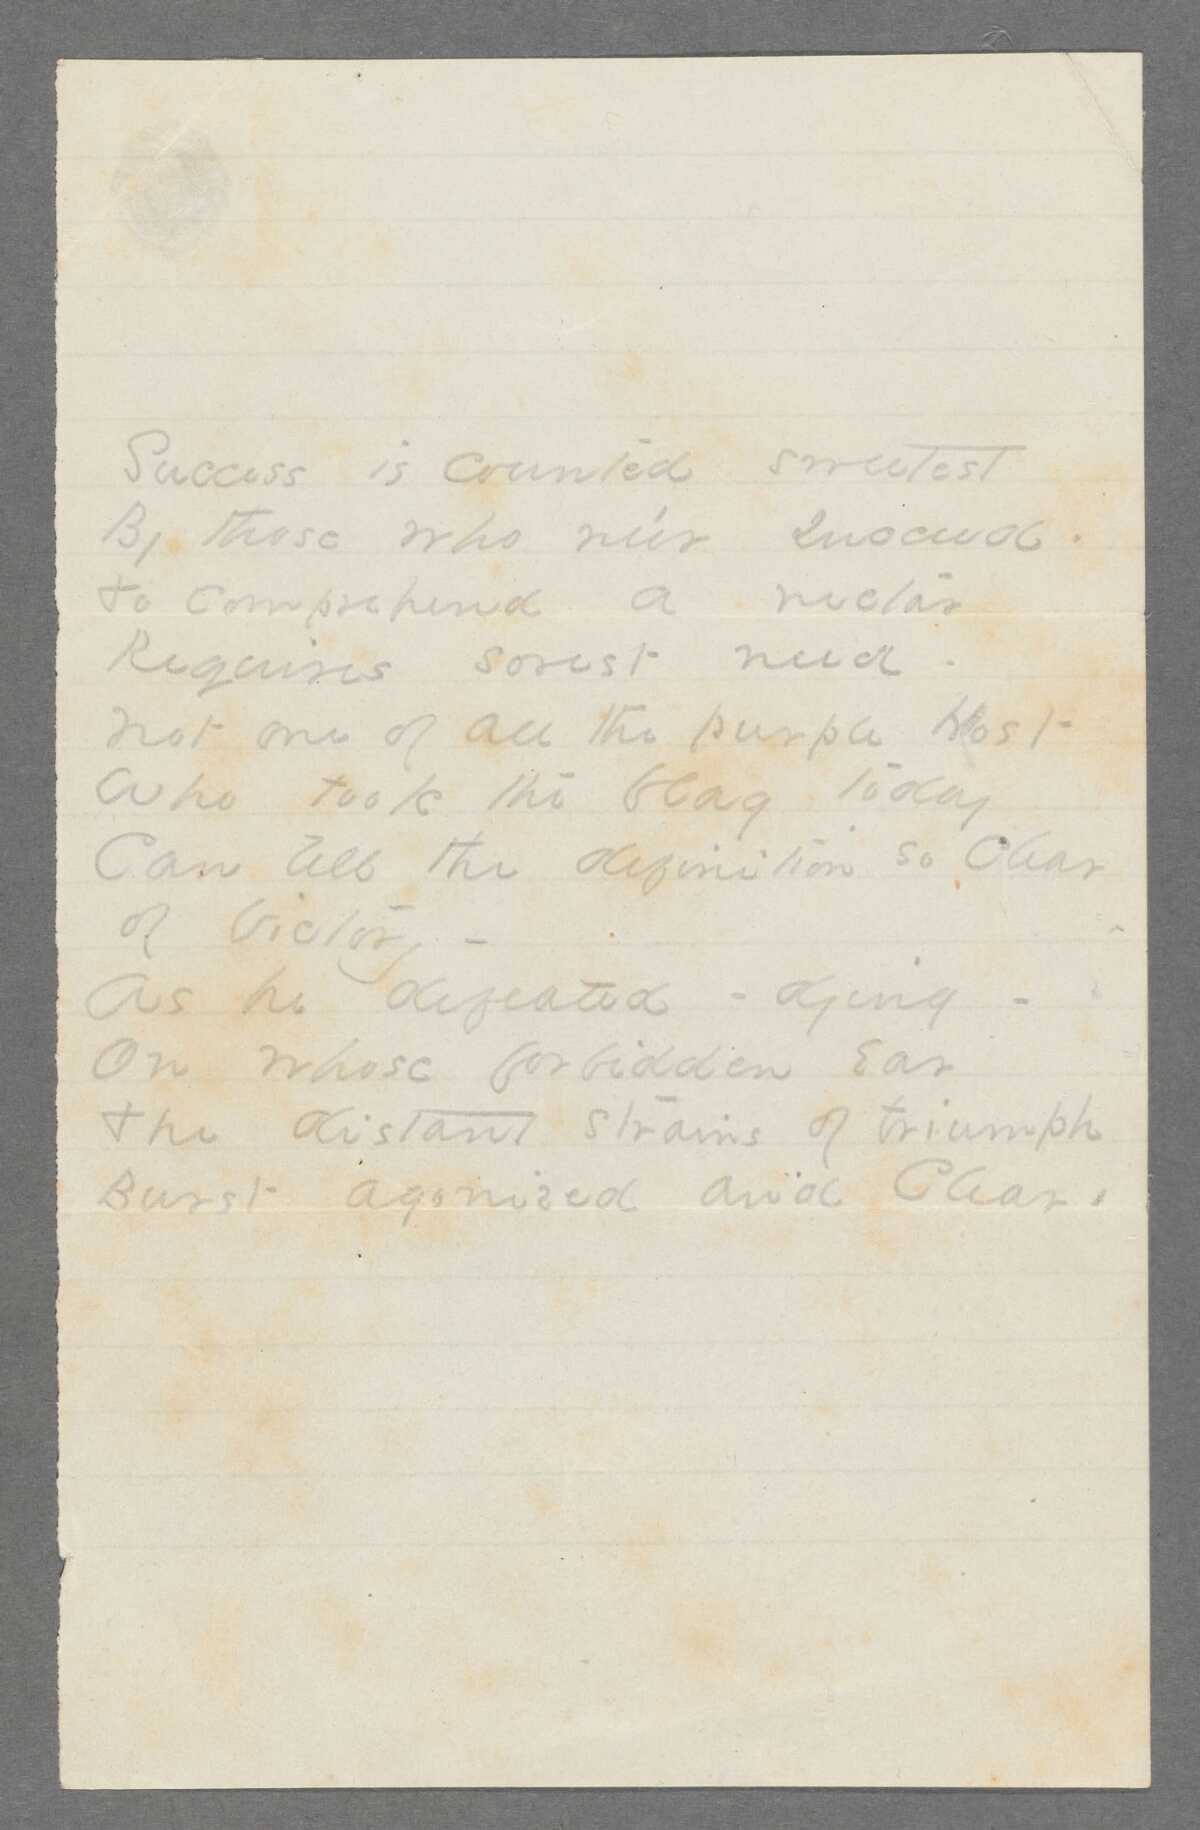 Success is counted sweetest
By those who ne'er succeed.
to comprehend a nectar
Requires sorest need.
not one of all the purple Host
Who took the flag today
Can tell the definition so Clear
of Victory, -
As he defeated - dying -
On whose forbidden Ear
the distant strains of triumph
Burst agonized and Clear.